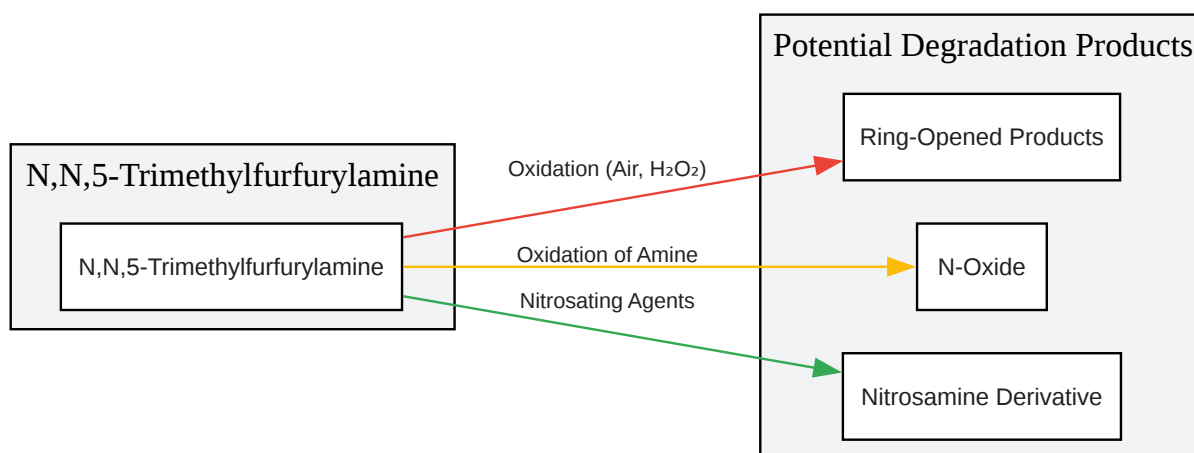 Potential Degradation Products
Ring-Opened Products
N,N,5-Trimethylfurfurylamine
Oxidation (Air, H₂O₂)
N,N,5-Trimethylfurfurylamine
Oxidation of Amine
N-Oxide
Nitrosating Agents
Nitrosamine Derivative